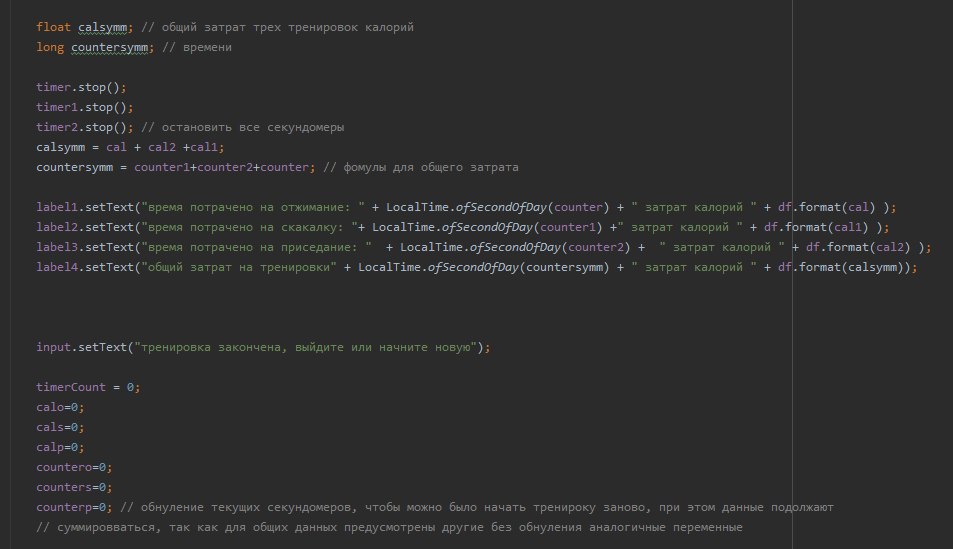 float calsymm; // общий затрат трех тренировок калорий
long countersymm; // времени
timer.stop();
timer1.stop();
timer2.stop(); // остановить все секундомеры
calsymm = cal + cal2 +cal1;
countersymm = counter1+counter2+counter; // фомулы для общего затрата
label1.setText("время потрачено на отжимание: " + LocalTime.ofSecondOfDay(counter) + " затрат калорий " + df.format(cal) );
label2.setText("время потрачено на скакалку: "+ LocalTime.ofSecondOfDay(counter1) +" затрат калорий " + df.format(cal1) );
label3.setText("время потрачено на приседание: "  + LocalTime.ofSecondOfDay(counter2) +  " затрат калорий " + df.format(cal2) );
label4.setText("общий затрат на тренировки" + LocalTime.ofSecondOfDay(countersymm) + " затрат калорий " + df.format(calsymm));
input.setText("тренировка закончена, выйдите или начните новую");
timerCount = 0;
calo=0;
cals=0;
calp=0;
countero=0;
counters=0;
counterp=0; // обнуление текущих секундомеров, чтобы можно было начать тренироку заново, при этом данные подолжают
// суммировваться, так как для общих данных предусмотрены другие без обнуления аналогичные переменные